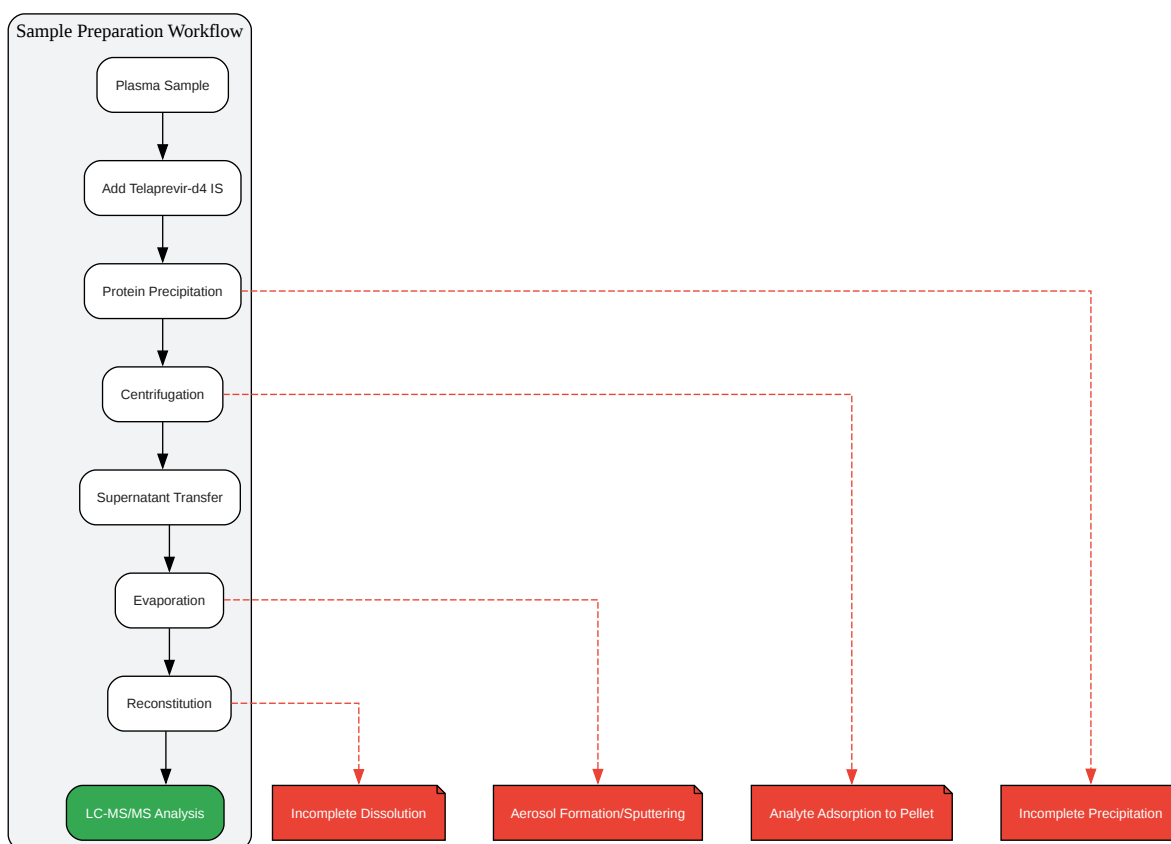 Sample Preparation Workflow
Plasma Sample
Add Telaprevir-d4 IS
Protein Precipitation
Centrifugation
Supernatant Transfer
Evaporation
Reconstitution
LC-MS/MS Analysis
Incomplete Dissolution
Aerosol Formation/Sputtering
Analyte Adsorption to Pellet
Incomplete Precipitation